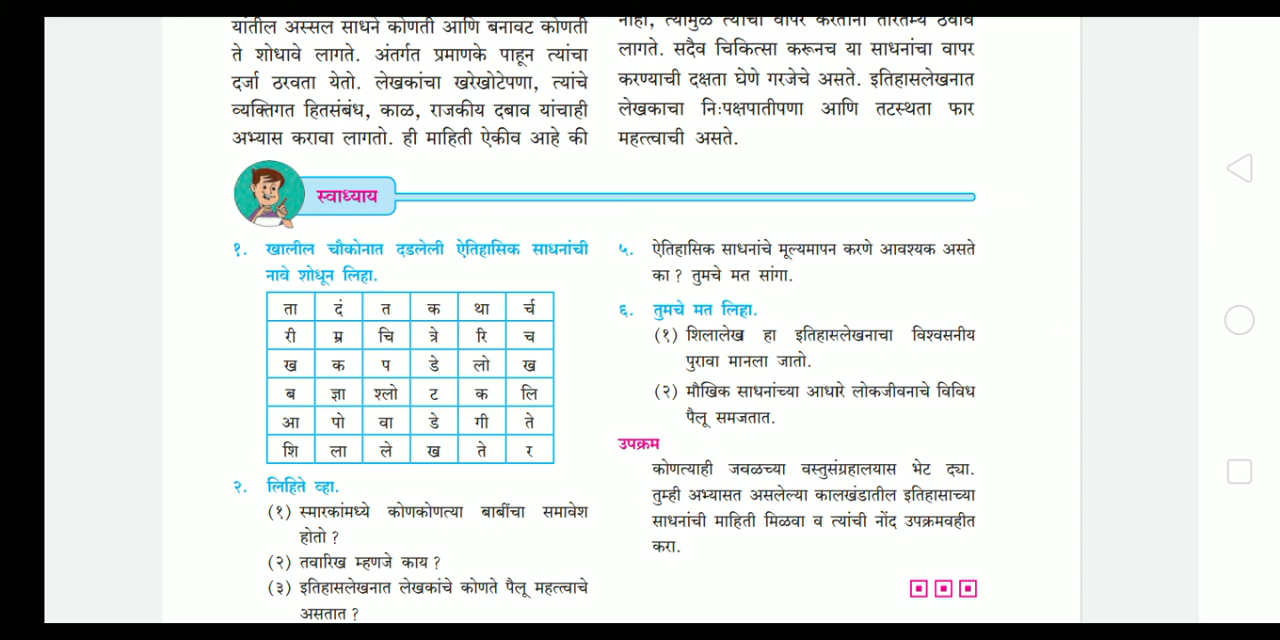 यांतील अस्सल साधने कोणती आणि बनावट कोणती
ते शोधावे लागते. अंतर्गत प्रमाणके पाहून त्यांचा
दर्जा ठरवता येतो. लेखकांचा खरेखोटेपणा, त्यांचे
व्यक्तिगत हितसंबंध, काळ, राजकीय दबाव यांचाही
अभ्यास करावा लागतो. ही माहिती ऐकीव आहे की
नाही, त्यामुळे त्यांचा वापर करताना तारतम्य ठेवावे
लागते. सदैव चिकित्सा करूनच या साधनांचा वापर
करण्याची दक्षता घेणे गरजेचे असते. इतिहासलेखनात
लेखकाचा निःपक्षपातीपणा आणि तटस्थता फार
महत्त्वाची असते.
स्वाध्याय
१. खालील चौकोनात दडलेली ऐतिहासिक साधनांची
नावे शोधून लिहा.
ता दं त क था र्च
री म्र चि त्रे रि च
ख क प डे लो ख
ब ज्ञा श्लो ट क लि
आ पो वा डे गी ते
शि ला ले ख ते र
२. लिहिते व्हा.
(१) स्मारकांमध्ये कोणकोणत्या बाबींचा समावेश
होतो ?
(२) तवारिख म्हणजे काय ?
(३) इतिहासलेखनात लेखकांचे कोणते पैलू महत्वाचे
असतात ?
५. ऐतिहासिक साधनांचे मूल्यमापन करणे आवश्यक असते
का ? तुमचे मत सांगा.
६. तुमचे मत लिहा.
(१) शिलालेख हा इतिहासलेखनाचा विश्वसनीय
पुरावा मानला जातो.
(२) मौखिक साधनांच्या आधारे लोकजीवनाचे विविध
पैलू समजतात.
उपक्रम
कोणत्याही जवळच्या वस्तुसंग्रहालयास भेट द्या.
तुम्ही अभ्यासत असलेल्या कालखंडातील इतिहासाच्या
साधनांची माहिती मिळवा व त्यांची नोंद उपक्रमवहीत
करा.